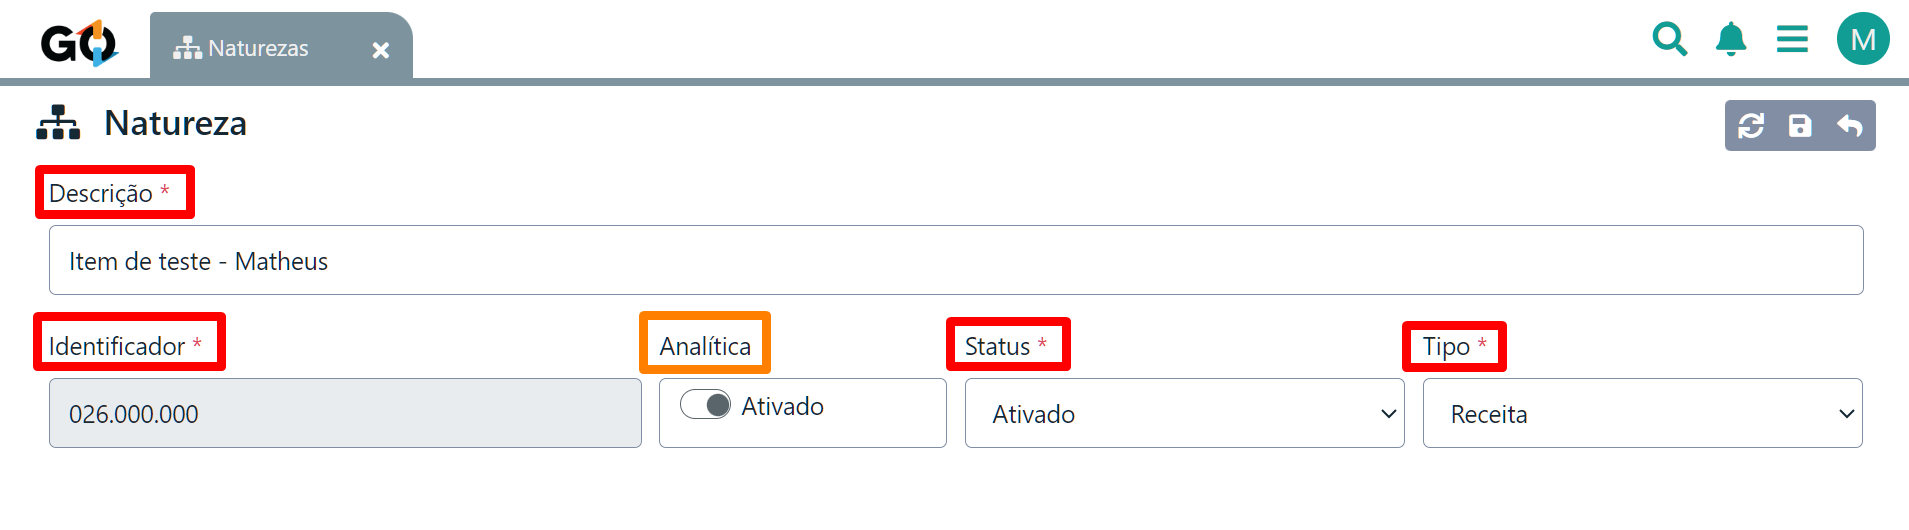 GO Naturezas M
Natureza
Descrição *
Item de teste - Matheus
Identificador * Analítica Status * Tipo *
026.000.000 Ativado Ativado Receita